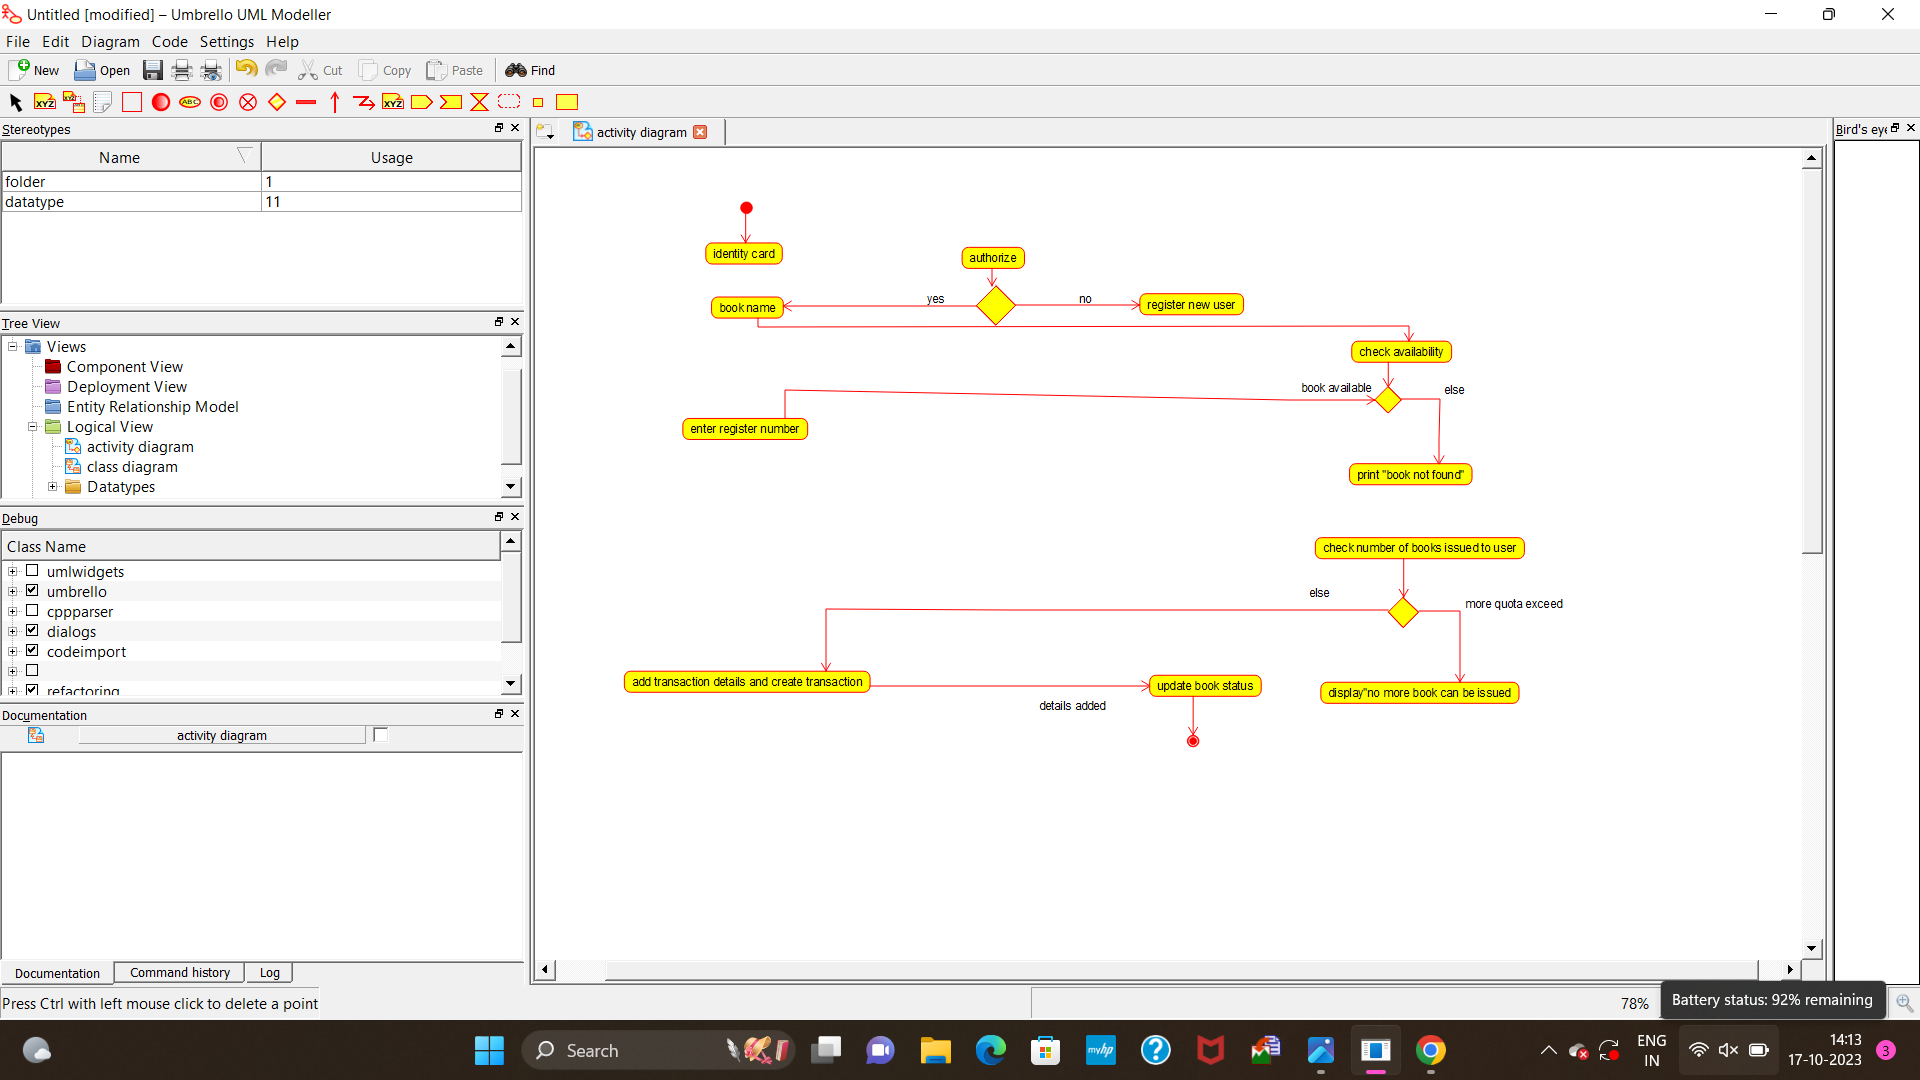 Untitled [modified] – Umbrello UML Modeller
File Edit Diagram Code Settings Help
New Open Cut Copy Paste Find
XYZ XYZ ABC XYZ
Stereotypes
Name Usage
folder 1
datatype 11
Tree View
Views
Component View
Deployment View
Entity Relationship Model
Logical View
activity diagram
class diagram
Datatypes
Debug
Class Name
umlwidgets
umbrello
cppparser
dialogs
codeimport
refactoring
Documentation
activity diagram
Documentation Command history Log
Press Ctrl with left mouse click to delete a point
activity diagram
Bird's eye
identity card
authorize
book name
yes
no
register new user
check availability
book available
else
enter register number
print "book not found"
check number of books issued to user
else
more quota exceed
add transaction details and create transaction
update book status
display"no more book can be issued
details added
78%
Battery status: 92% remaining
Search
myhp
ENG
IN
14:13
17-10-2023
3